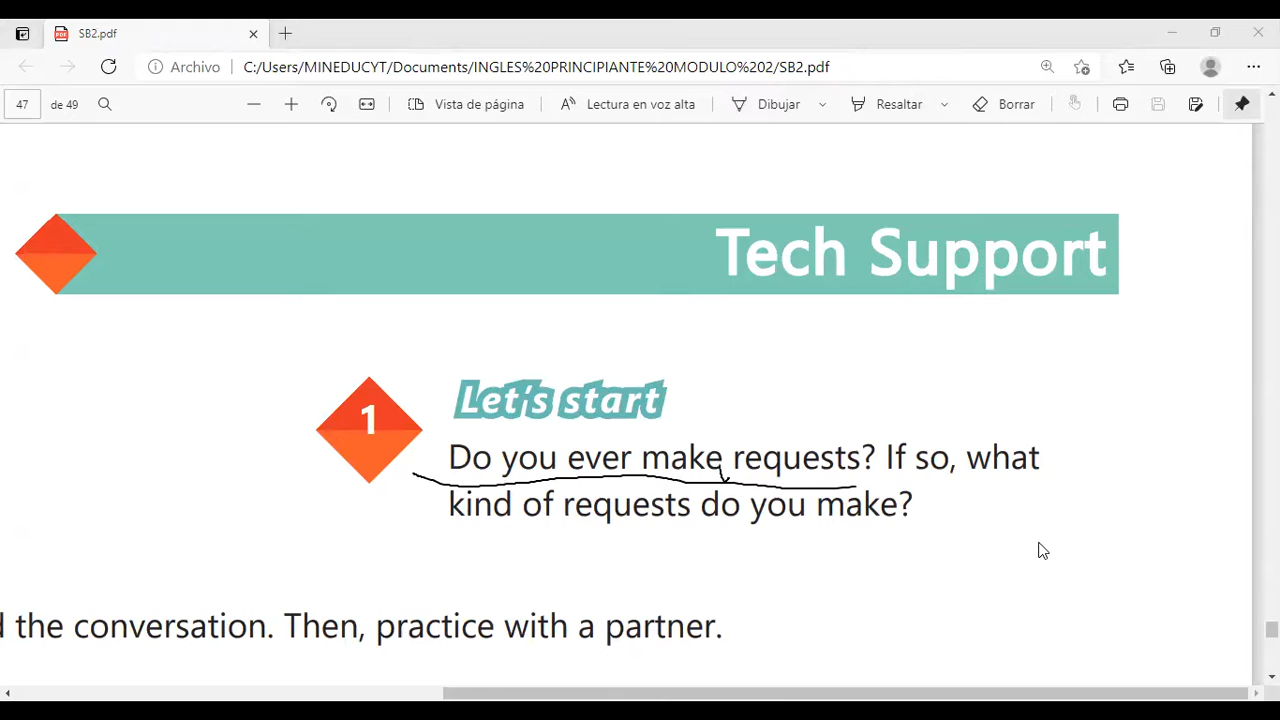 SB2.pdf
Archivo C:/Users/MINEDUCYT/Documents/INGLES%20PRINCIPIANTE%20MODULO%202/SB2.pdf
47 de 49 Vista de página Lectura en voz alta Dibujar Resaltar Borrar
Tech Support
1
Let's start
Do you ever make requests? If so, what
kind of requests do you make?
the conversation. Then, practice with a partner.